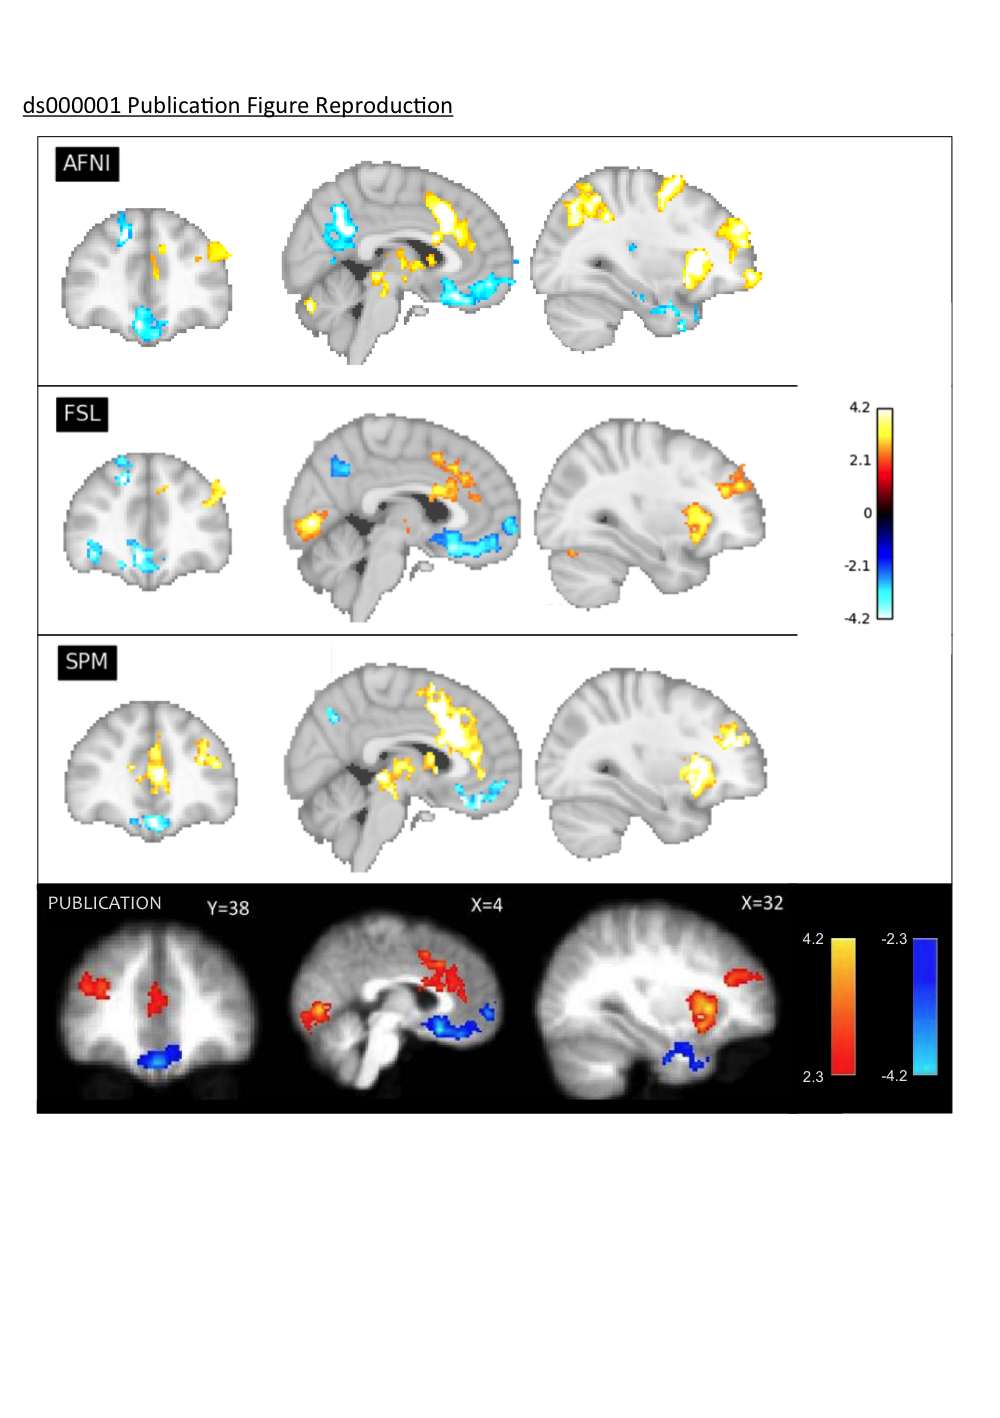 ds000001 Publication Figure Reproduction
AFNI
FSL
4.2
2.1
0
-2.1
-4.2
SPM
PUBLICATION
Y=38
X=4
X=32
4.2
2.3
-2.3
-4.2